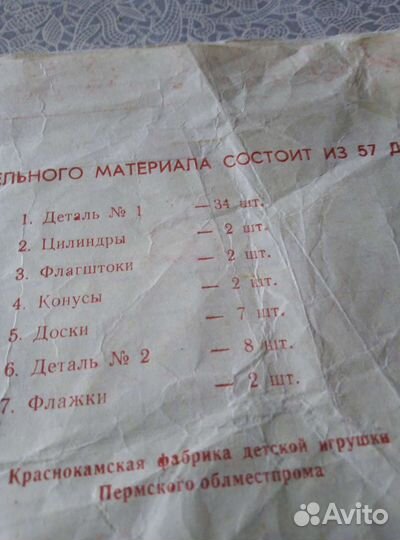 ЕЛЬНОГО МАТЕРИАЛА СОСТОИТ ИЗ 57 Д
1. Деталь № 1 — 34 шт.
2. Цилиндры — 2 шт.
3. Флагштоки — 2 шт.
4. Конусы — 2 шт.
5. Доски — 7 шт.
6. Деталь № 2 — 8 шт.
7. Флажки — 2 шт.
Краснокамская фабрика детской игрушки
Пермского облместпрома
Avito